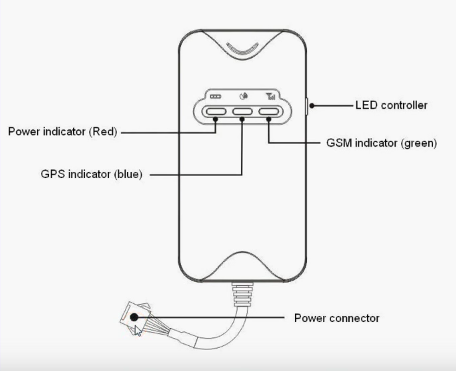 LED controller
Power indicator (Red)
GSM indicator (green)
GPS indicator (blue)
Power connector